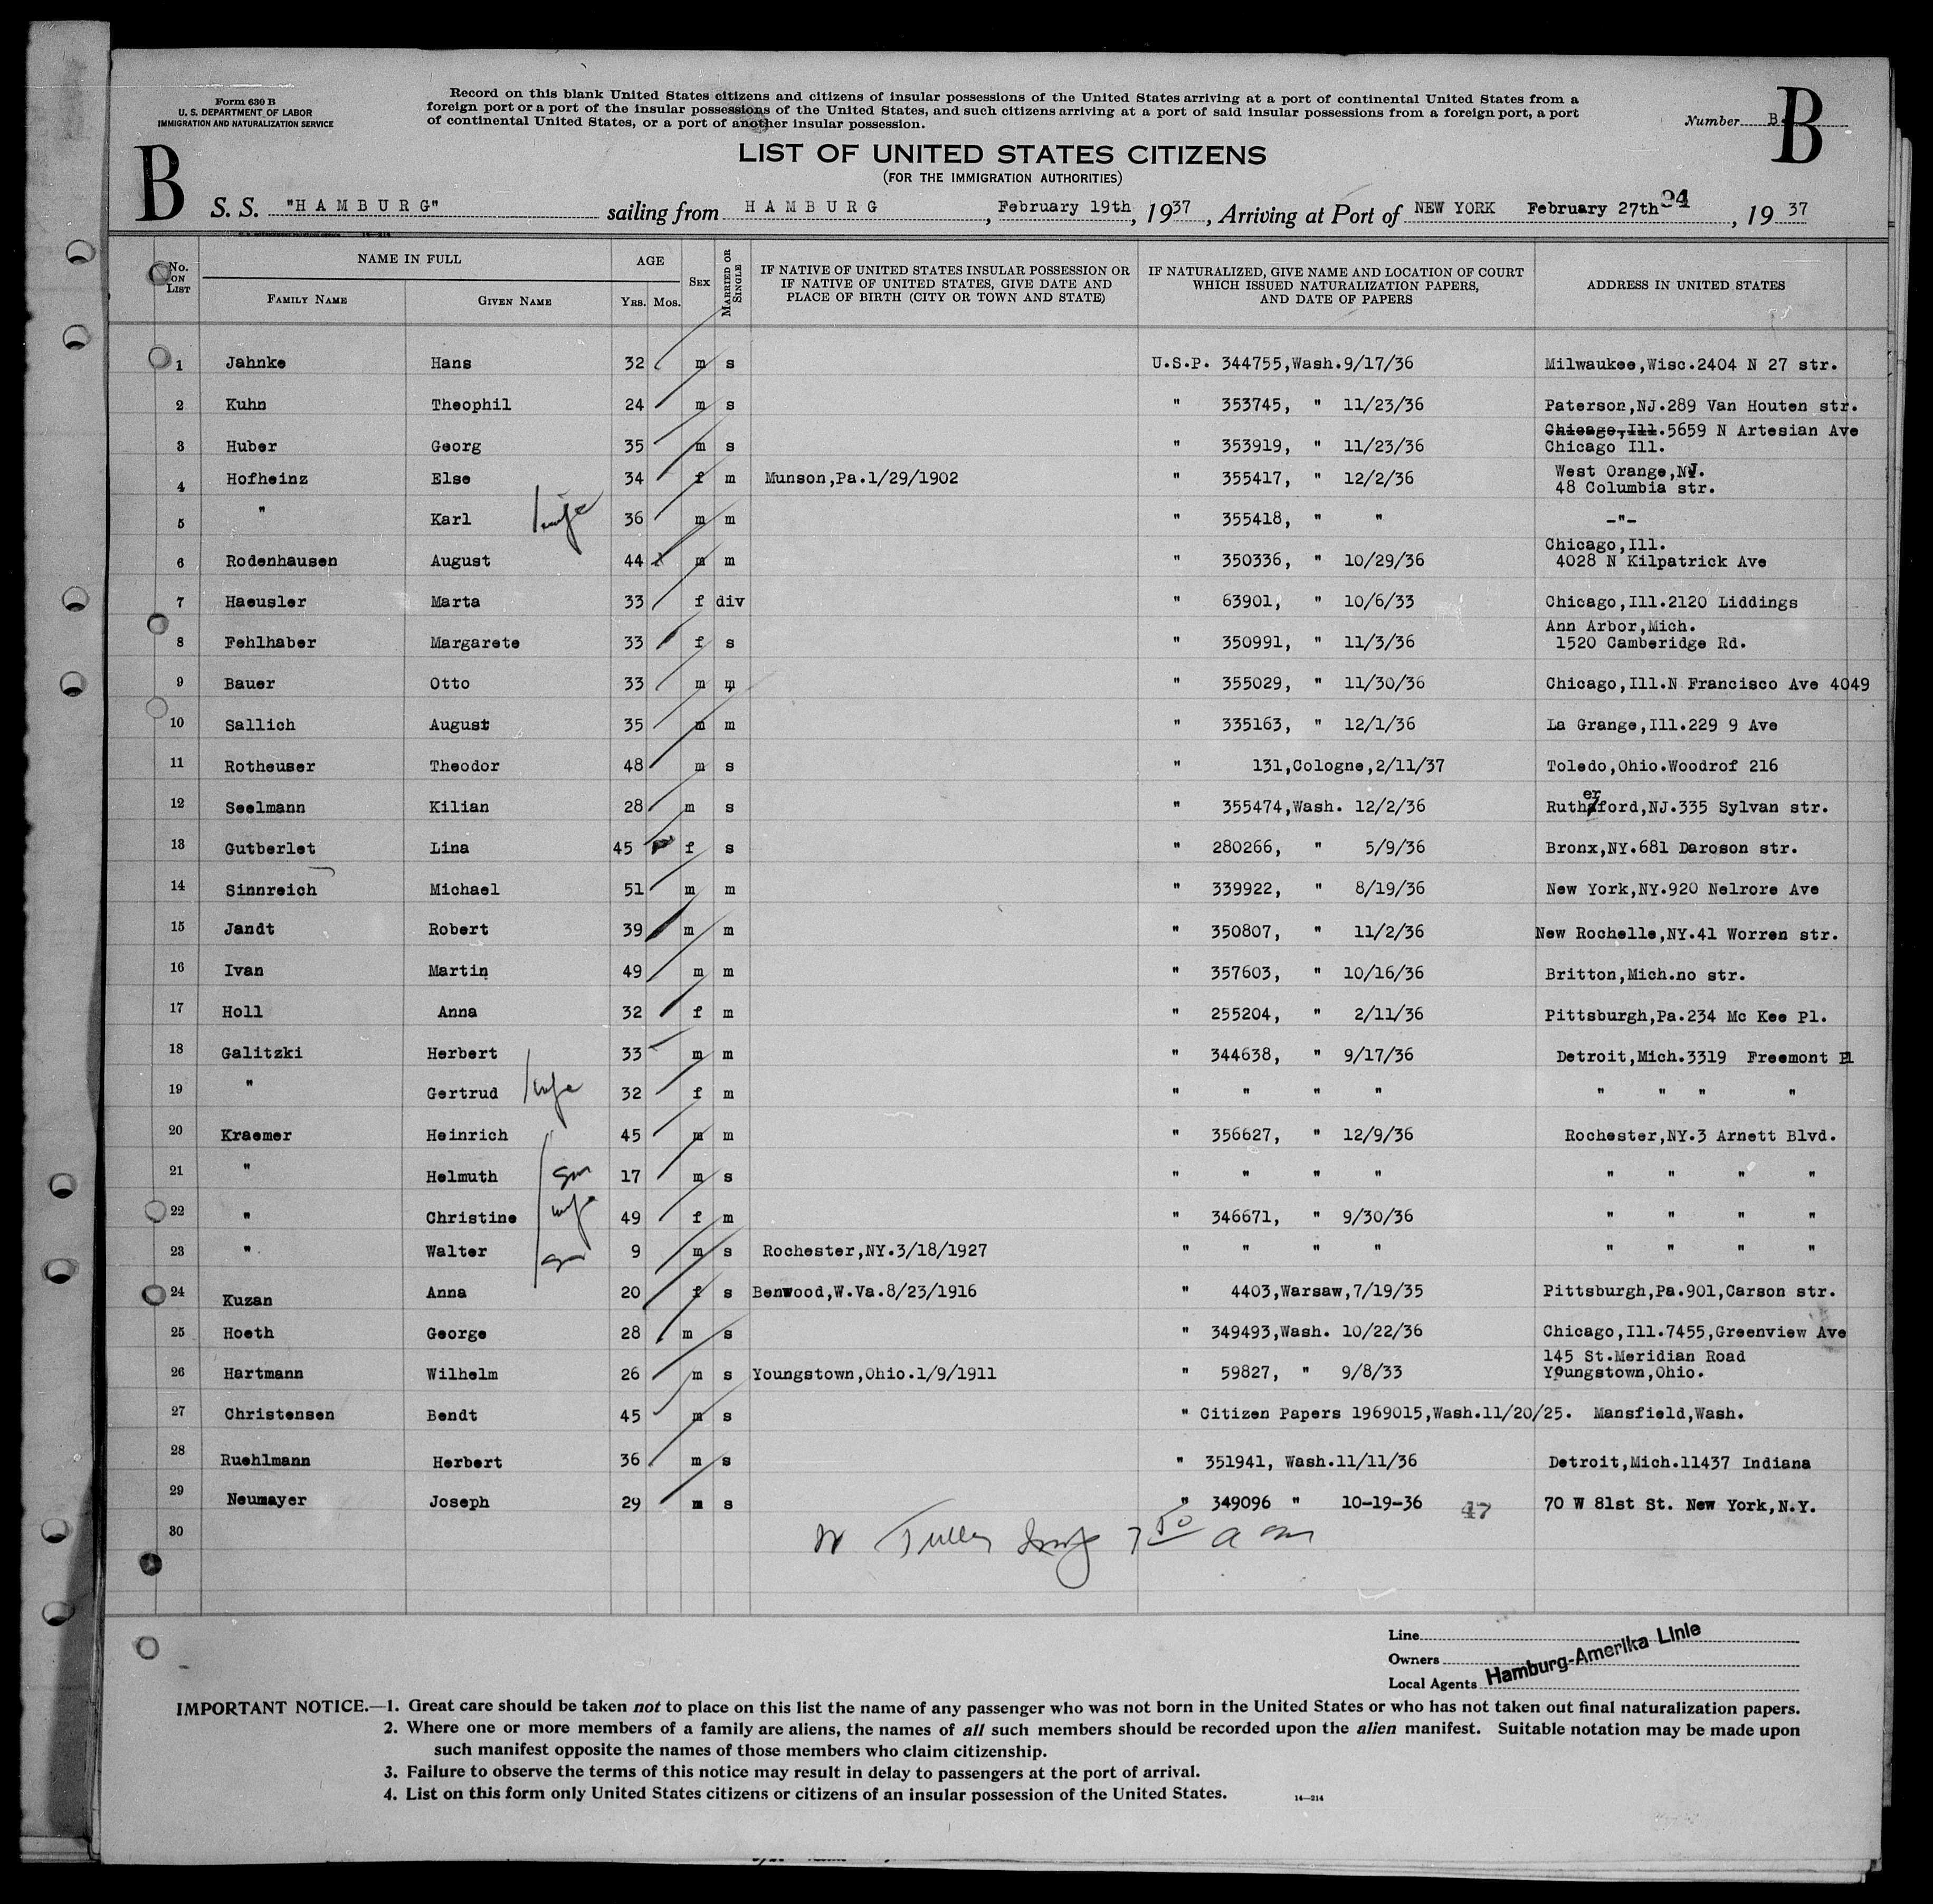 Form 630 B
U. S. DEPARTMENT OF LABOR
IMMIGRATION AND NATURALIZATION SERVICE
Record on this blank United States citizens and citizens of insular possessions of the United States arriving at a port of continental United States from a
foreign port or a port of the insular possessions of the United States, and such citizens arriving at a port of said insular possessions from a foreign port, a port
of continental United States, or a port of another insular possession.
Number B
B
B
LIST OF UNITED STATES CITIZENS
(FOR THE IMMIGRATION AUTHORITIES)
S. S. "HAMBURG" sailing from HAMBURG, February 19th, 1937, Arriving at Port of NEW YORK February 27th, 1937
No. ON LIST
NAME IN FULL
FAMILY NAME GIVEN NAME
AGE
YRS. MOS.
SEX
MARRIED OR SINGLE
IF NATIVE OF UNITED STATES INSULAR POSSESSION OR
IF NATIVE OF UNITED STATES, GIVE DATE AND
PLACE OF BIRTH (CITY OR TOWN AND STATE)
IF NATURALIZED, GIVE NAME AND LOCATION OF COURT
WHICH ISSUED NATURALIZATION PAPERS,
AND DATE OF PAPERS
ADDRESS IN UNITED STATES
1 Jahnke Hans 32 m s U.S.P. 344755,Wash.9/17/36 Milwaukee,Wisc.2404 N 27 str.
2 Kuhn Theophil 24 m s " 353745, " 11/23/36 Paterson,NJ.289 Van Houten str.
Chicago,Ill.5659 N Artesian Ave
3 Huber Georg 35 m s " 353919, " 11/23/36 Chicago Ill.
West Orange,NJ.
4 Hofheinz Else 34 f m Munson,Pa.1/29/1902 " 355417, " 12/2/36 48 Columbia str.
5 " Karl wife 36 m m " 355418, " " -"-
Chicago,Ill.
6 Rodenhausen August 44 m m " 350336, " 10/29/36 4028 N Kilpatrick Ave
7 Haeusler Marta 33 f div " 63901, " 10/6/33 Chicago,Ill.2120 Liddings
Ann Arbor,Mich.
8 Fehlhaber Margarete 33 f s " 350991, " 11/3/36 1520 Camberidge Rd.
9 Bauer Otto 33 m m " 355029, " 11/30/36 Chicago,Ill.N Francisco Ave 4049
10 Sallich August 35 m m " 335163, " 12/1/36 La Grange,Ill.229 9 Ave
11 Rotheuser Theodor 48 m s " 131,Cologne,2/11/37 Toledo,Ohio.Woodrof 216
12 Seelmann Kilian 28 m s " 355474,Wash. 12/2/36 Rutherford,NJ.335 Sylvan str.
13 Gutberlet Lina 45 f s " 280266, " 5/9/36 Bronx,NY.681 Daroson str.
14 Sinnreich Michael 51 m m " 339922, " 8/19/36 New York,NY.920 Nelrore Ave
15 Jandt Robert 39 m m " 350807, " 11/2/36 New Rochelle,NY.41 Worren str.
16 Ivan Martin 49 m m " 357603, " 10/16/36 Britton,Mich.no str.
17 Holl Anna 32 f m " 255204, " 2/11/36 Pittsburgh,Pa.234 Mc Kee Pl.
18 Galitzki Herbert 33 m m " 344638, " 9/17/36 Detroit,Mich.3319 Freemont Pl
19 " Gertrud wife 32 f m " " " " " " " "
20 Kraemer Heinrich 45 m m " 356627, " 12/9/36 Rochester,NY.3 Arnett Blvd.
21 " Helmuth son 17 m s " " " " " " " "
22 " Christine wife 49 f m " 346671, " 9/30/36 " " " "
23 " Walter son 9 m s Rochester,NY.3/18/1927 " " " " " " " "
24 Kuzan Anna 20 f s Benwood,W.Va.8/23/1916 " 4403,Warsaw,7/19/35 Pittsburgh,Pa.901,Carson str.
25 Hoeth George 28 m s " 349493,Wash. 10/22/36 Chicago,Ill.7455,Greenview Ave
145 St.Meridian Road
26 Hartmann Wilhelm 26 m s Youngstown,Ohio.1/9/1911 " 59827, " 9/8/33 Youngstown,Ohio.
27 Christensen Bendt 45 m s " Citizen Papers 1969015,Wash.11/20/25. Mansfield,Wash.
28 Ruehlmann Herbert 36 m s " 351941, Wash.11/11/36 Detroit,Mich.11437 Indiana
29 Neumayer Joseph 29 m s " 349096 " 10-19-36 47 70 W 81st St. New York,N.Y.
30
7 50 a m
Line
Owners
Local Agents
Hamburg-Amerika Linie
IMPORTANT NOTICE.—1. Great care should be taken not to place on this list the name of any passenger who was not born in the United States or who has not taken out final naturalization papers.
2. Where one or more members of a family are aliens, the names of all such members should be recorded upon the alien manifest. Suitable notation may be made upon
such manifest opposite the names of those members who claim citizenship.
3. Failure to observe the terms of this notice may result in delay to passengers at the port of arrival.
4. List on this form only United States citizens or citizens of an insular possession of the United States.
14—214